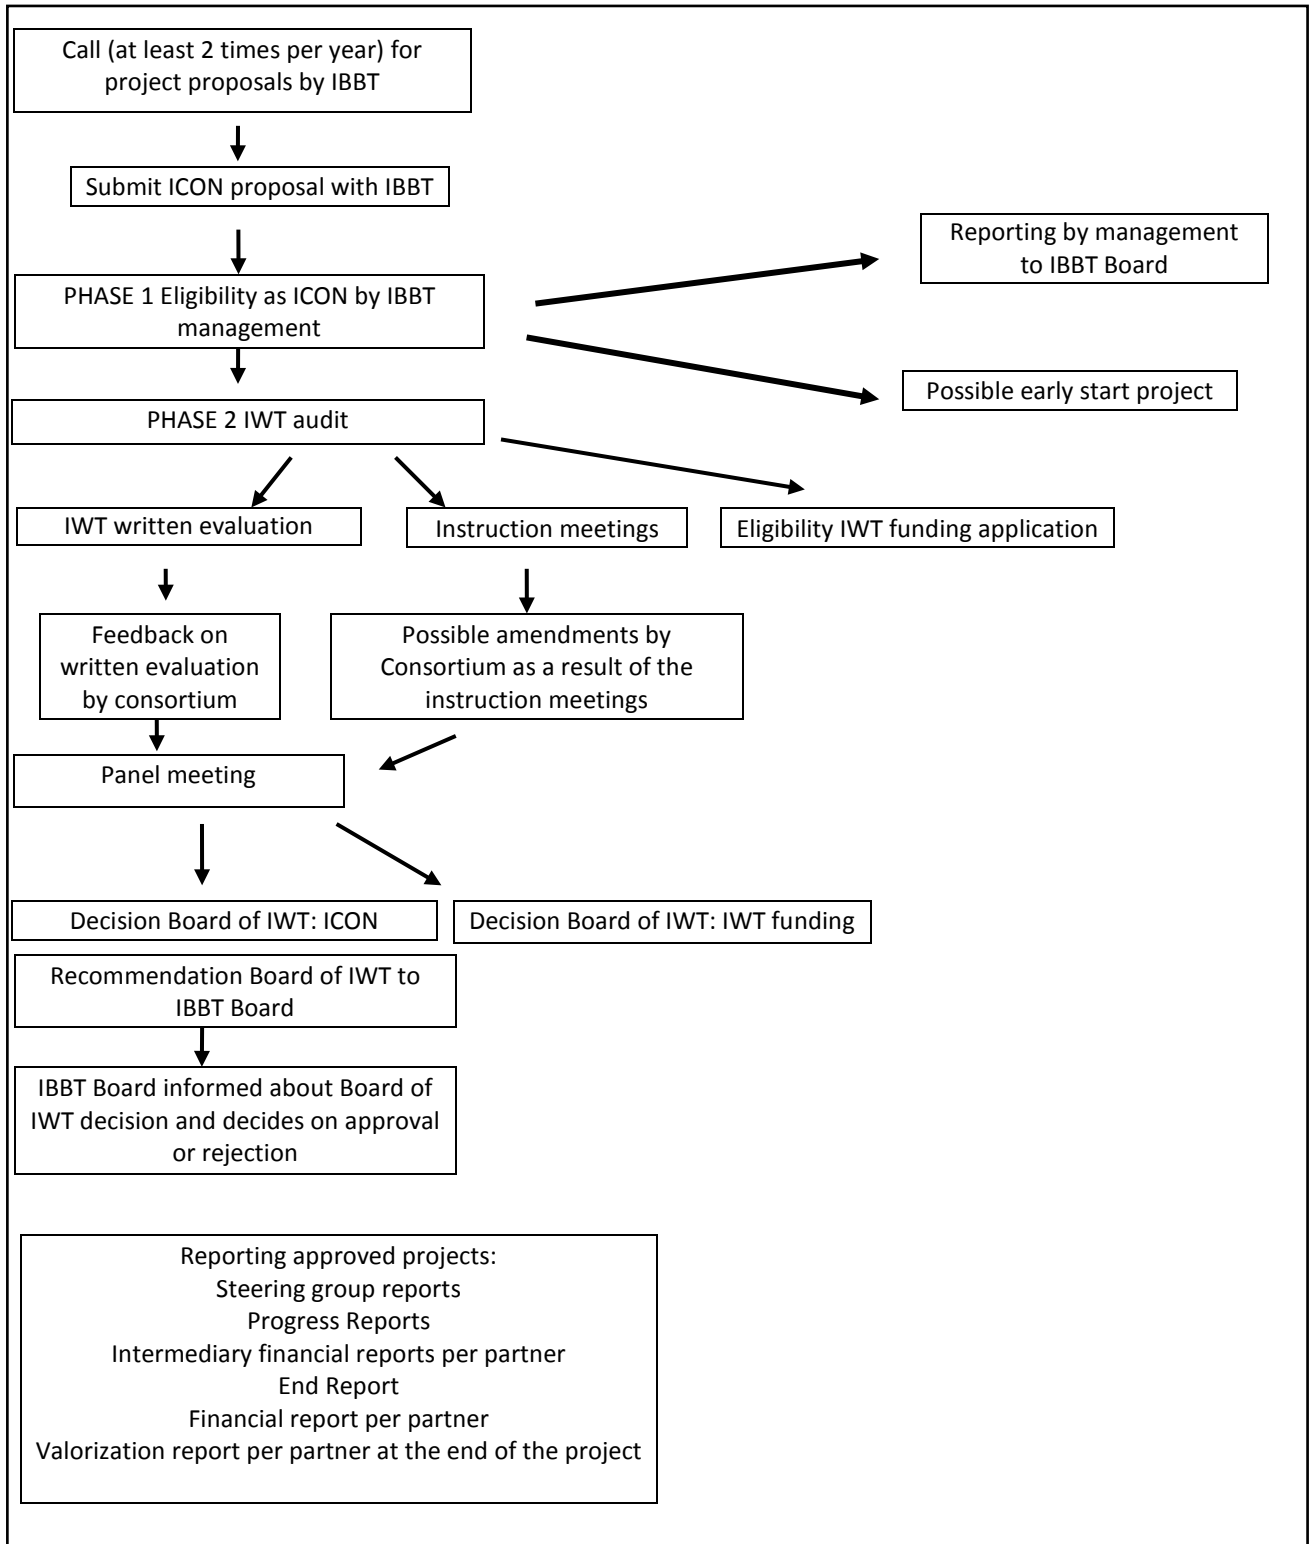 Call (at least 2 times per year) for
project proposals by IBBT
Submit ICON proposal with IBBT
Reporting by management
to IBBT Board
PHASE 1 Eligibility as ICON by IBBT
management
Possible early start project
PHASE 2 IWT audit
IWT written evaluation
Instruction meetings
Eligibility IWT funding application
Feedback on
written evaluation
by consortium
Possible amendments by
Consortium as a result of the
instruction meetings
Panel meeting
Decision Board of IWT: ICON
Decision Board of IWT: IWT funding
Recommendation Board of IWT to
IBBT Board
IBBT Board informed about Board of
IWT decision and decides on approval
or rejection
Reporting approved projects:
Steering group reports
Progress Reports
Intermediary financial reports per partner
End Report
Financial report per partner
Valorization report per partner at the end of the project